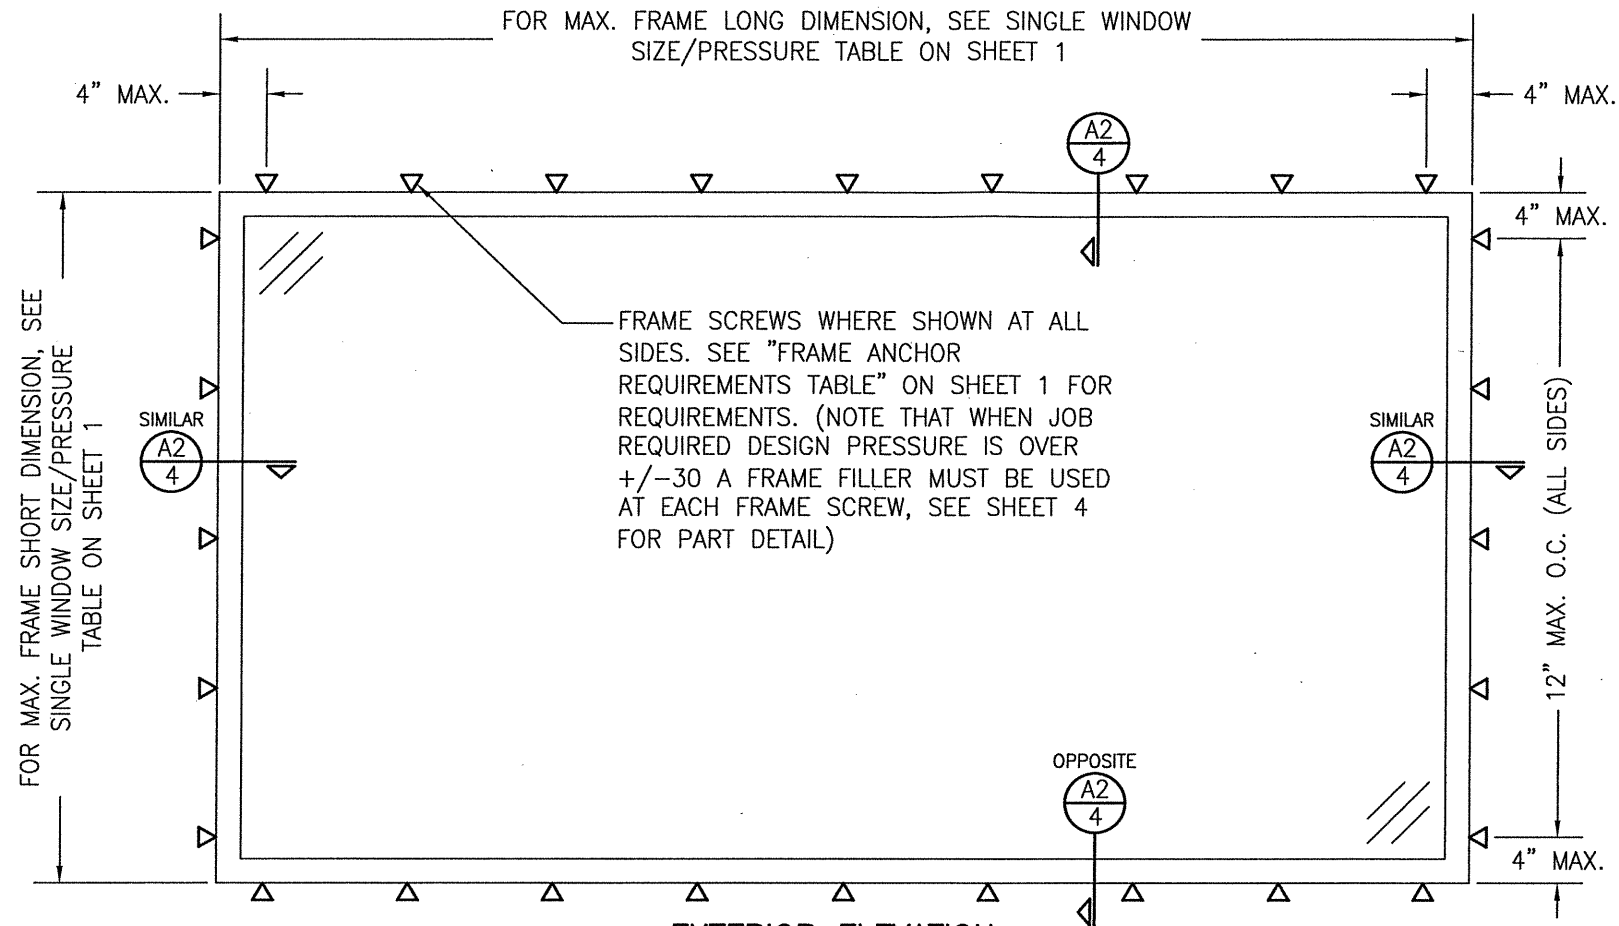 FOR MAX. FRAME LONG DIMENSION, SEE SINGLE WINDOW
SIZE/PRESSURE TABLE ON SHEET 1
4” MAX.
4” MAX.
A2
4
4” MAX.
FRAME SCREWS WHERE SHOWN AT ALL
SIDES. SEE ”FRAME ANCHOR
REQUIREMENTS TABLE” ON SHEET 1 FOR
REQUIREMENTS. (NOTE THAT WHEN JOB
REQUIRED DESIGN PRESSURE IS OVER
+/−30 A FRAME FILLER MUST BE USED
AT EACH FRAME SCREW, SEE SHEET 4
FOR PART DETAIL)
FOR MAX. FRAME SHORT DIMENSION, SEE
SINGLE WINDOW SIZE/PRESSURE
TABLE ON SHEET 1
SIMILAR
A2
4
SIMILAR
A2
4
12” MAX. O.C. (ALL SIDES)
OPPOSITE
A2
4
4” MAX.
EXTERIOR ELEVATION